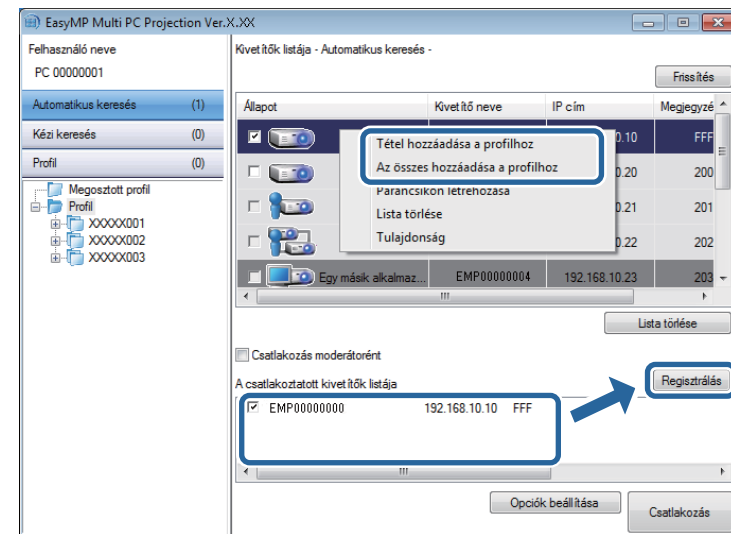 EasyMP Multi PC Projection Ver.X.XX
Felhasználó neve
PC 00000001
Automatikus keresés (1)
Kézi keresés (0)
Profil (0)
Megosztott profil
Profil
XXXXX001
XXXXX002
XXXXX003
Kivetítők listája - Automatikus keresés -
Frissítés
Állapot Kivetítő neve IP cím Megjegyzé
0.10 FFF
0.20 200
0.21 201
0.22 202
Tétel hozzáadása a profilhoz
Az összes hozzáadása a profilhoz
Parancsikon létrehozása
Lista törlése
Tulajdonság
Egy másik alkalmaz... EMP00000004 192.168.10.23 203
Lista törlése
Csatlakozás moderátorént
A csatlakoztatott kivetítők listája
Regisztrálás
EMP00000000 192.168.10.10 FFF
Opciók beállítása
Csatlakozás